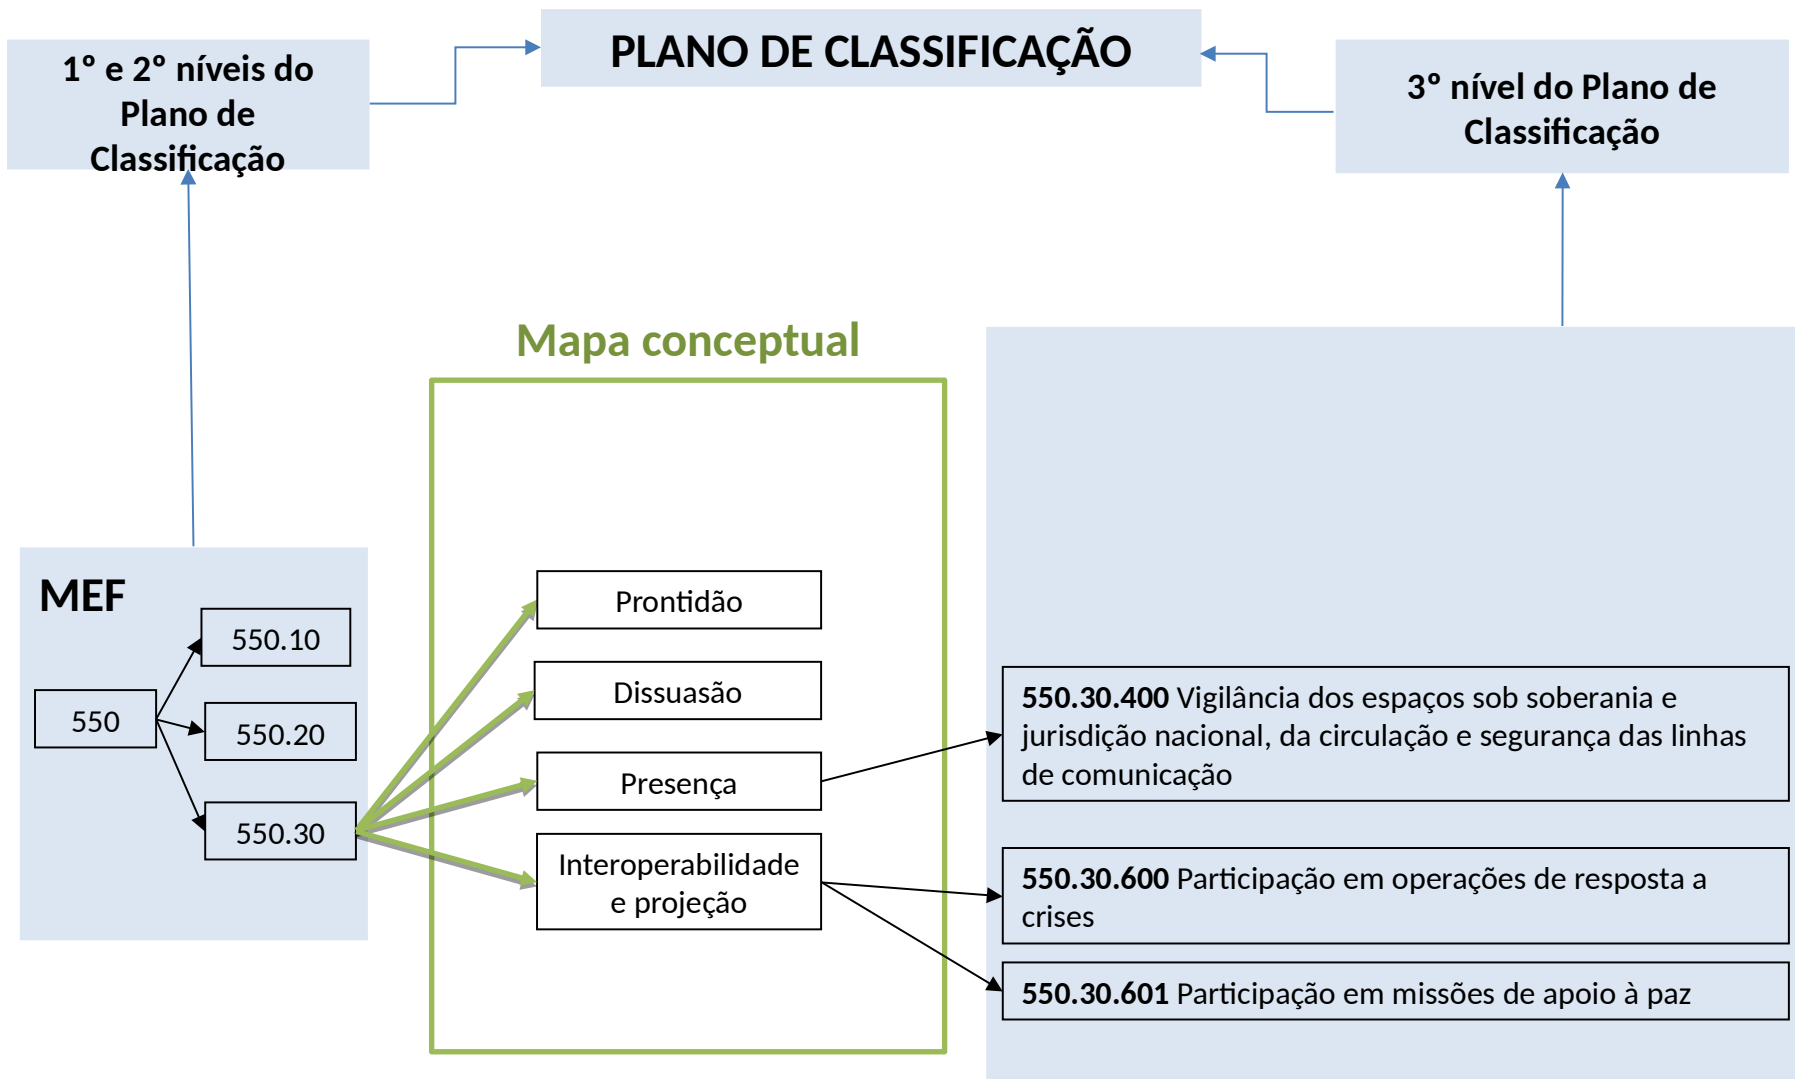 PLANO DE CLASSIFICAÇÃO
1º e 2º níveis do
Plano de
Classificação
3º nível do Plano de
Classificação
Mapa conceptual
MEF
550
550.10
550.20
550.30
Prontidão
Dissuasão
Presença
Interoperabilidade
e projeção
550.30.400 Vigilância dos espaços sob soberania e
jurisdição nacional, da circulação e segurança das linhas
de comunicação
550.30.600 Participação em operações de resposta a
crises
550.30.601 Participação em missões de apoio à paz